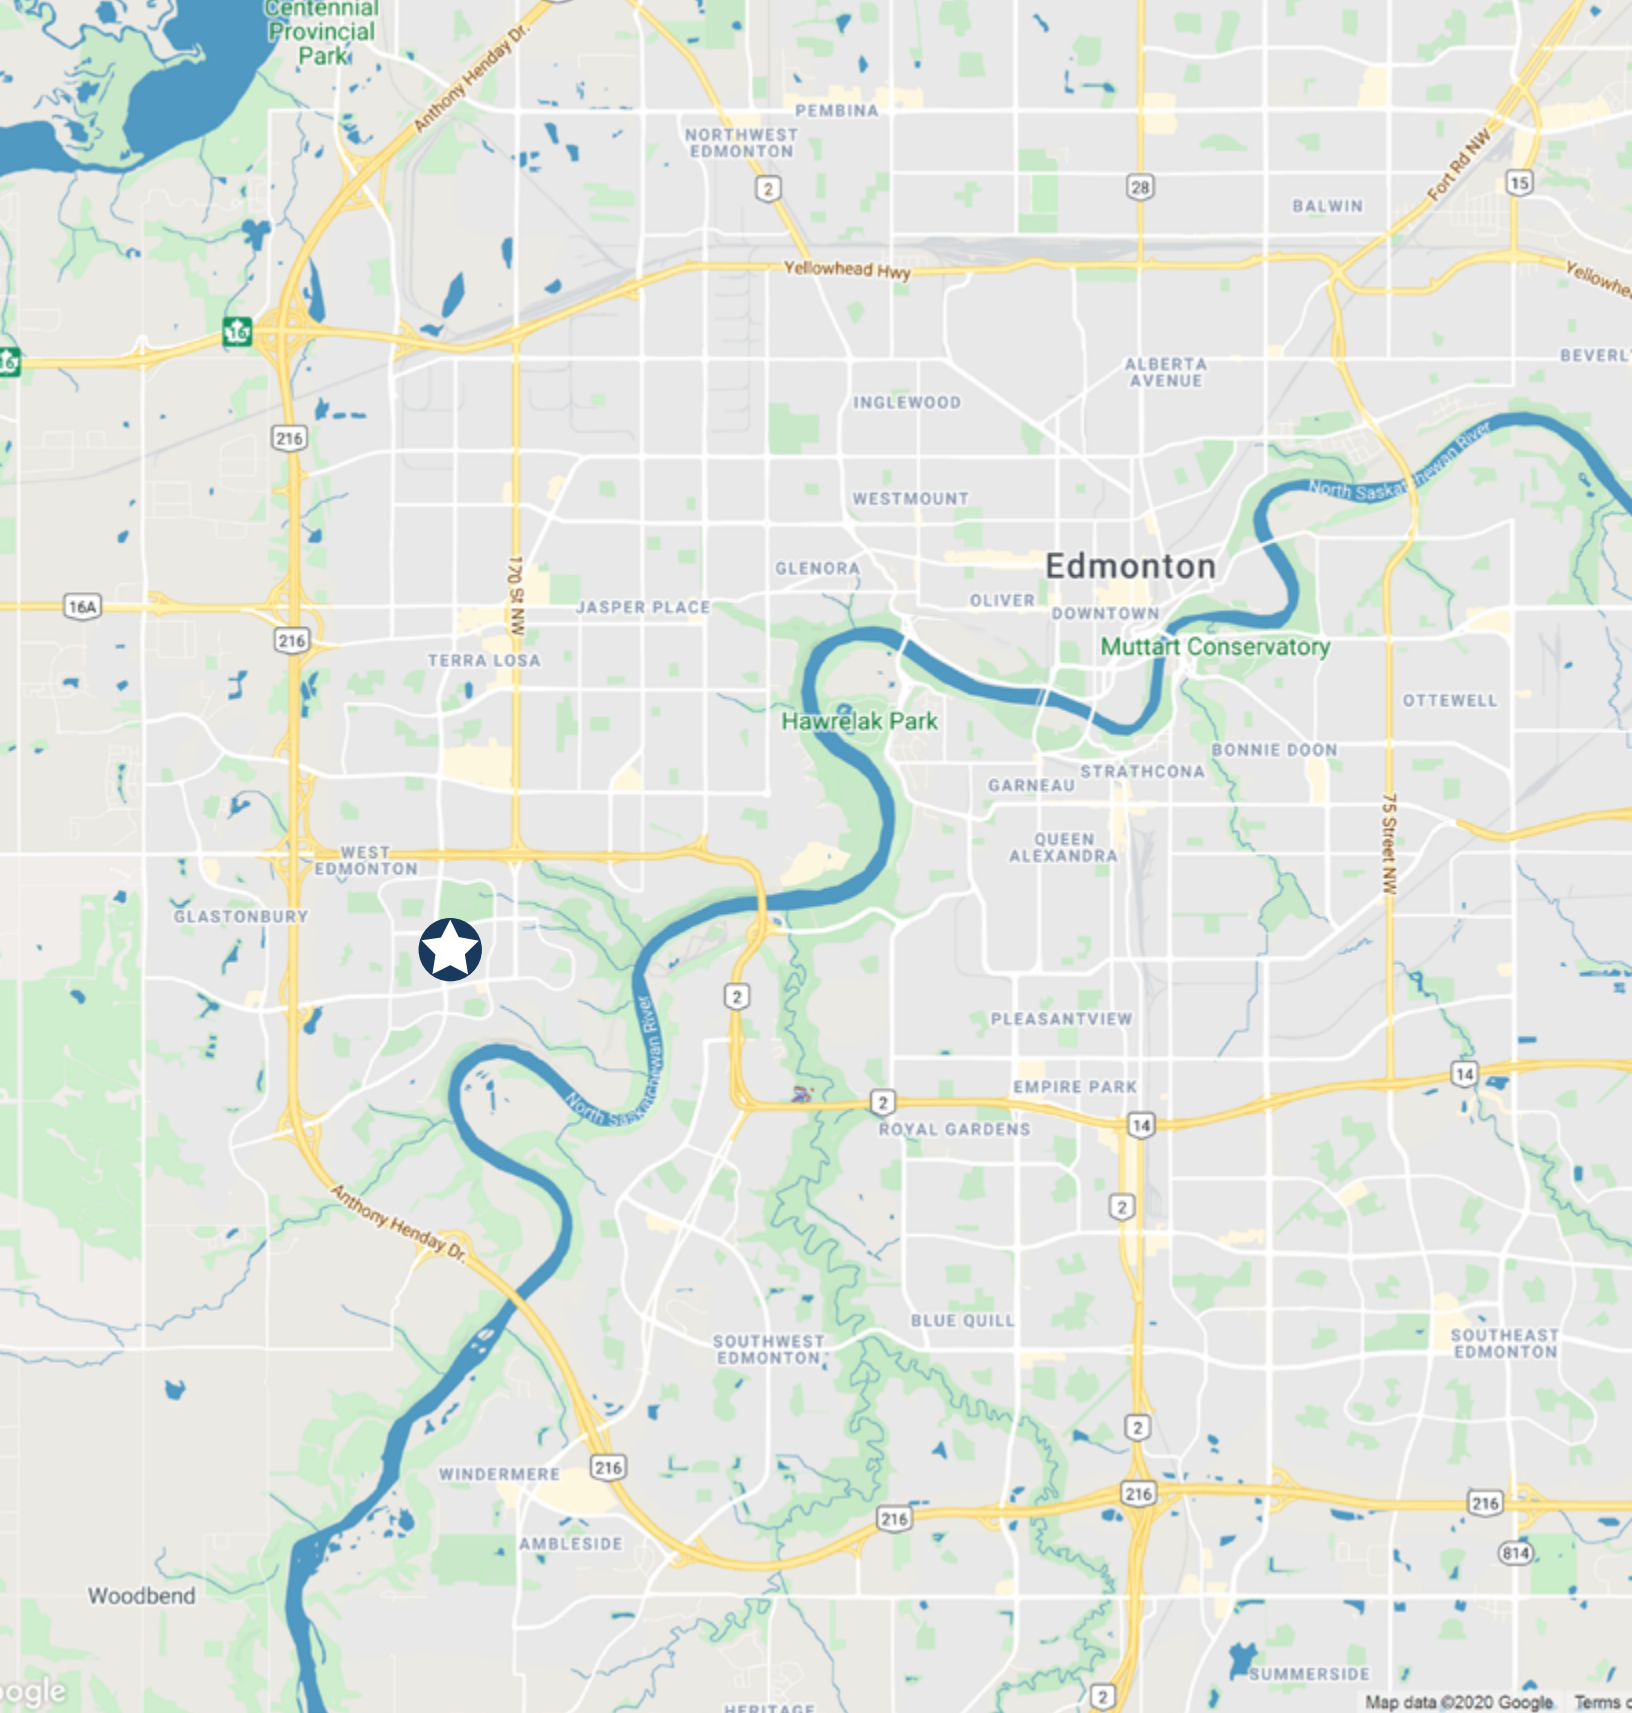 Centennial
Provincial
Park
Anthony Henday Dr.
PEMBINA
NORTHWEST
EDMONTON
2
28
Fort Rd NW
15
BALWIN
Yellowhead Hwy
16
216
ALBERTA
AVENUE
INGLEWOOD
North Saskatchewan River
WESTMOUNT
170 St NW
GLENORA
Edmonton
16A
JASPER PLACE
OLIVER
DOWNTOWN
216
Muttart Conservatory
TERRA LOSA
OTTEWELL
Hawrelak Park
BONNIE DOON
STRATHCONA
GARNEAU
75 Street NW
QUEEN
ALEXANDRA
WEST
EDMONTON
GLASTONBURY
2
North Saskatchewan River
PLEASANTVIEW
14
EMPIRE PARK
2
ROYAL GARDENS
14
Anthony Henday Dr.
2
BLUE QUILL
SOUTHWEST
EDMONTON
SOUTHEAST
EDMONTON
2
WINDERMERE
216
216
216
216
AMBLESIDE
814
Woodbend
SUMMERSIDE
2
Map data ©2020 Google